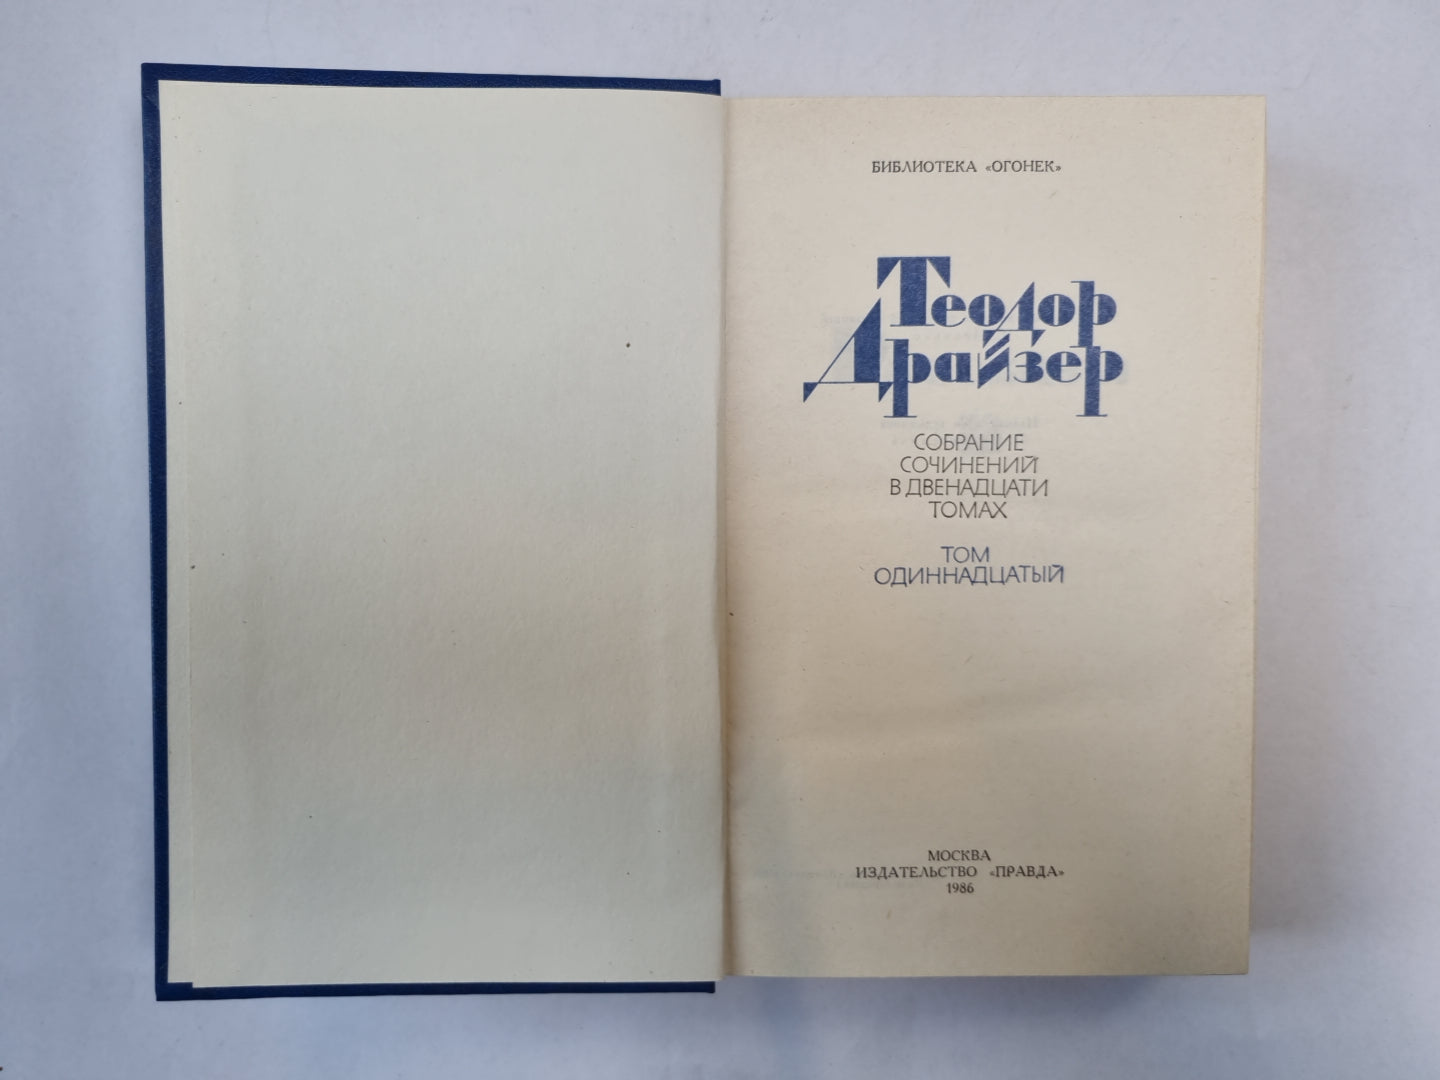 БИБЛИОТЕКА «ОГОНЕК»
Теодор
Драйзер
СОБРАНИЕ
СОЧИНЕНИЙ
В ДВЕНАДЦАТИ
ТОМАХ
ТОМ
ОДИННАДЦАТЫЙ
МОСКВА
ИЗДАТЕЛЬСТВО «ПРАВДА»
1986